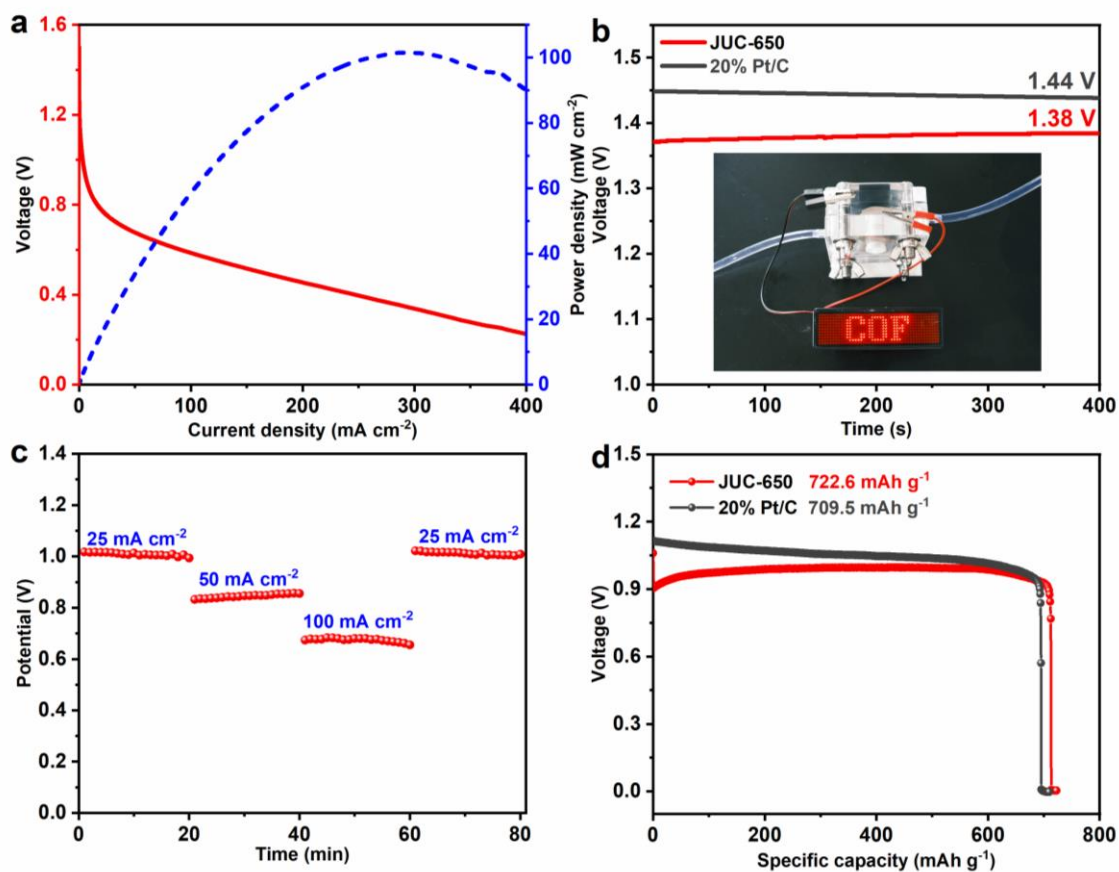 a
1.6
1.2
0.8
0.4
0.0
Voltage (V)
0
100
200
300
400
Current density (mA cm⁻²)
100
80
60
40
20
0
Power density (mW cm⁻²)
b
JUC-650
20% Pt/C
1.44 V
1.38 V
1.5
1.4
1.3
1.2
1.1
1.0
Voltage (V)
COF
0
100
200
300
400
Time (s)
c
1.4
1.2
1.0
0.8
0.6
0.4
0.2
0.0
Potential (V)
25 mA cm⁻²
50 mA cm⁻²
100 mA cm⁻²
25 mA cm⁻²
0
20
40
60
80
Time (min)
d
JUC-650 722.6 mAh g⁻¹
20% Pt/C 709.5 mAh g⁻¹
1.5
1.2
0.9
0.6
0.3
0.0
Voltage (V)
0
200
400
600
800
Specific capacity (mAh g⁻¹)